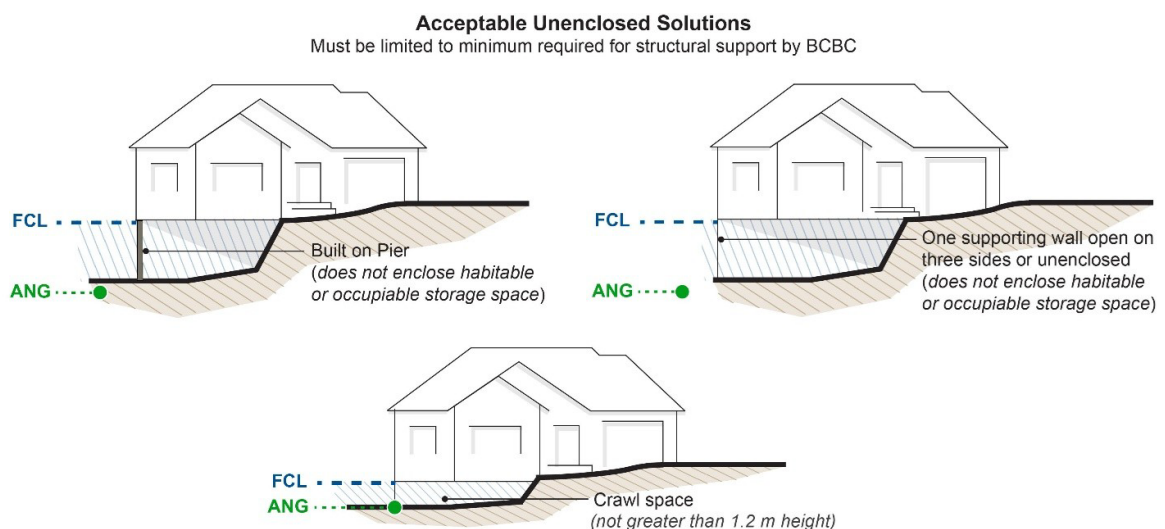 Acceptable Unenclosed Solutions
Must be limited to minimum required for structural support by BCBC
FCL
Built on Pier
(does not enclose habitable
or occupiable storage space)
ANG
FCL
One supporting wall open on
three sides or unenclosed
(does not enclose habitable
or occupiable storage space)
ANG
FCL
ANG
Crawl space
(not greater than 1.2 m height)